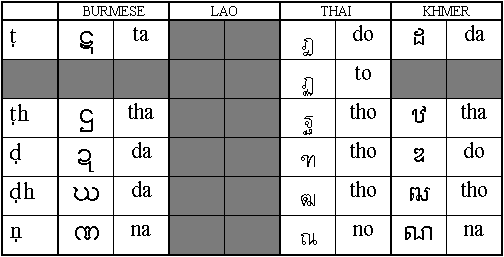 BURMESE LAO THAI KHMER
ṭ ဋ ta ฎ do ដ da
ฏ to
ṭh ဌ tha ฐ tho ឋ tha
ḍ ဍ da ฑ tho ឌ do
ḍh ဎ da ฒ tho ឍ tho
ṇ ဏ na ณ no ណ na